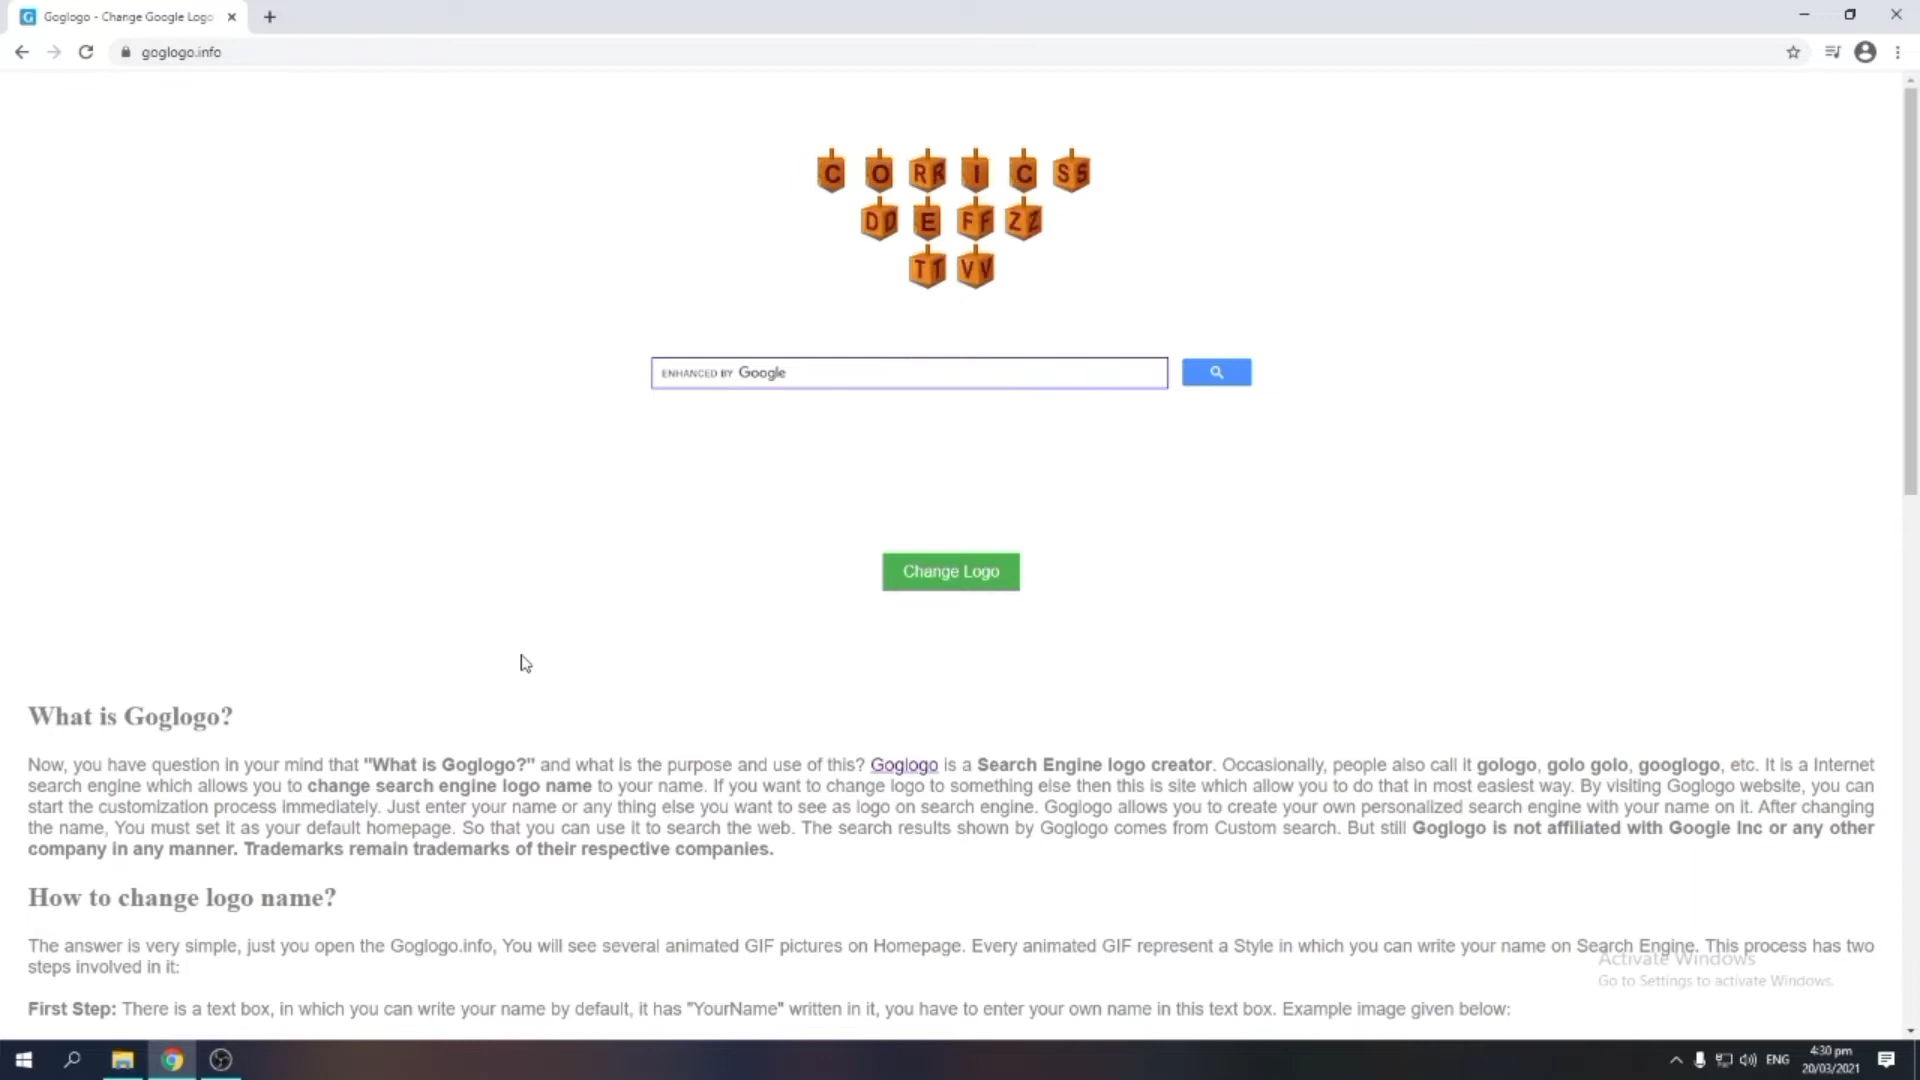 Goglogo - Change Google Logo
goglogo.info
C O R R I C S S
D D E F F Z Z
T T V V
ENHANCED BY Google
Change Logo
What is Goglogo?
Now, you have question in your mind that "What is Goglogo?" and what is the purpose and use of this? Goglogo is a Search Engine logo creator. Occasionally, people also call it gologo, golo golo, googlogo, etc. It is a Internet
search engine which allows you to change search engine logo name to your name. If you want to change logo to something else then this is site which allow you to do that in most easiest way. By visiting Goglogo website, you can
start the customization process immediately. Just enter your name or any thing else you want to see as logo on search engine. Goglogo allows you to create your own personalized search engine with your name on it. After changing
the name, You must set it as your default homepage. So that you can use it to search the web. The search results shown by Goglogo comes from Custom search. But still Goglogo is not affiliated with Google Inc or any other
company in any manner. Trademarks remain trademarks of their respective companies.
How to change logo name?
The answer is very simple, just you open the Goglogo.info, You will see several animated GIF pictures on Homepage. Every animated GIF represent a Style in which you can write your name on Search Engine. This process has two
steps involved in it:
Activate Windows
Go to Settings to activate Windows.
First Step: There is a text box, in which you can write your name by default, it has "YourName" written in it, you have to enter your own name in this text box. Example image given below:
ENG
4:30 pm
20/03/2021